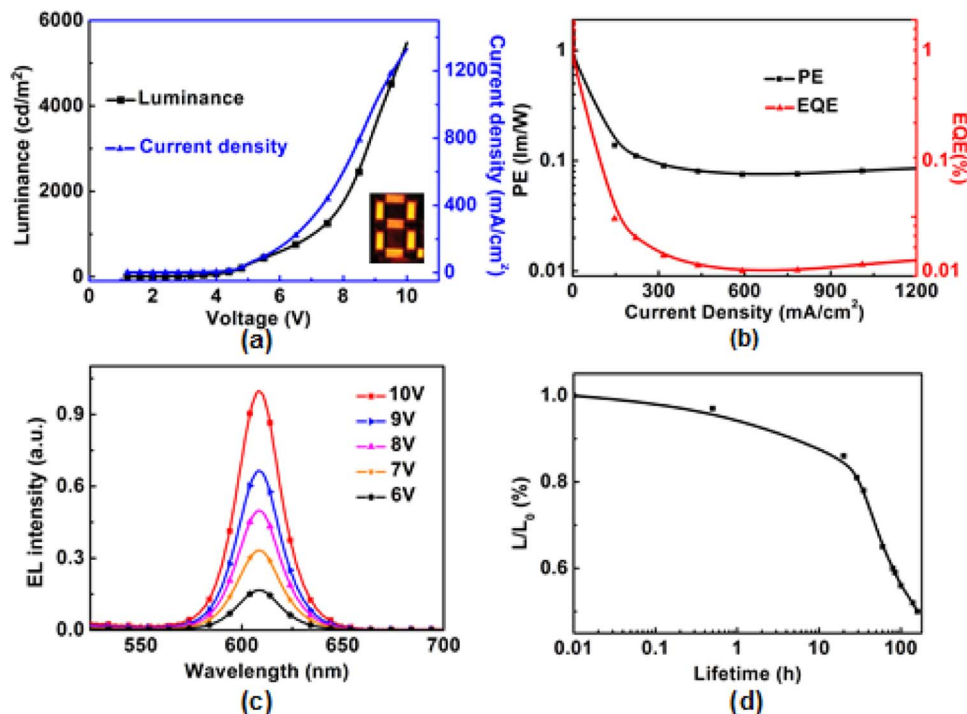 6000
5000
4000
3000
2000
1000
0
Luminance (cd/m²)
Luminance
Current density
1200
800
400
0
Current density (mA/cm²)
0 2 4 6 8 10
Voltage (V)
(a)
1
0.1
0.01
PE (lm/W)
PE
EQE
1
0.1
0.01
EQE(%)
0 300 600 900 1200
Current Density (mA/cm²)
(b)
0.9
0.6
0.3
0.0
EL intensity (a.u.)
10V
9V
8V
7V
6V
550 600 650 700
Wavelength (nm)
(c)
1.0
0.8
0.6
L/L₀ (%)
0.01 0.1 1 10 100
Lifetime (h)
(d)